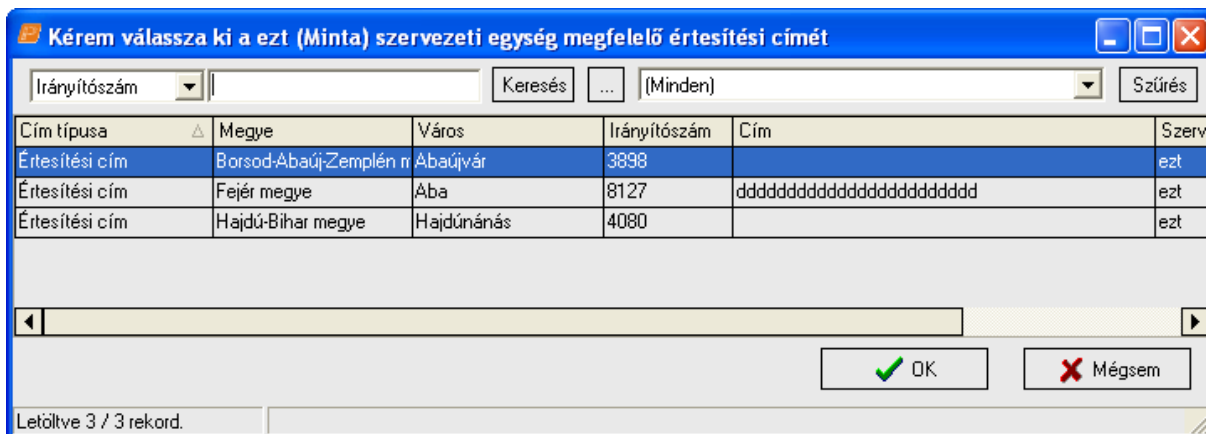 Kérem válassza ki a ezt (Minta) szervezeti egység megfelelő értesítési címét
Irányítószám Keresés ... (Minden) Szűrés
Cím típusa Megye Város Irányítószám Cím Szerv
Értesítési cím Borsod-Abaúj-Zemplén m Abaújvár 3898 ezt
Értesítési cím Fejér megye Aba 8127 dddddddddddddddddddddddd ezt
Értesítési cím Hajdú-Bihar megye Hajdúnánás 4080 ezt
OK Mégsem
Letöltve 3 / 3 rekord.